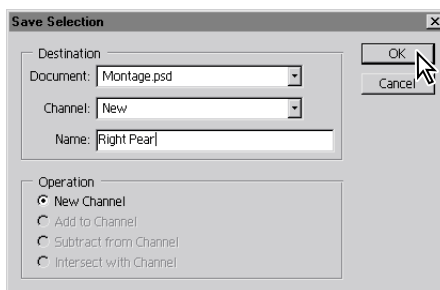 Save Selection
Destination
Document: Montage.psd
Channel: New
Name: Right Pear
OK
Cancel
Operation
New Channel
Add to Channel
Subtract from Channel
Intersect with Channel